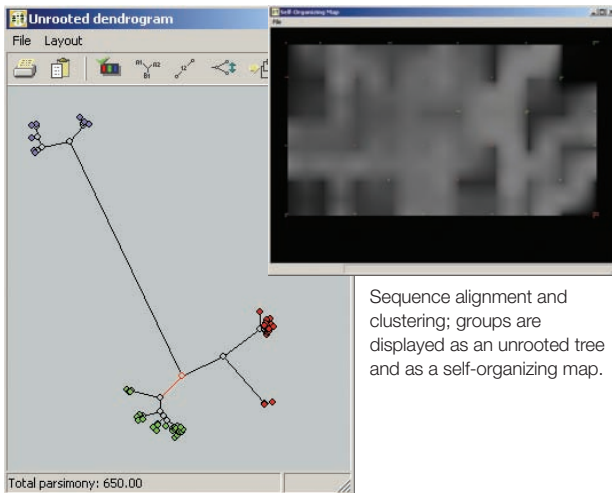 Unrooted dendrogram
File Layout
Self Organizing Map
File
Sequence alignment and
clustering; groups are
displayed as an unrooted tree
and as a self-organizing map.
Total parsimony: 650.00